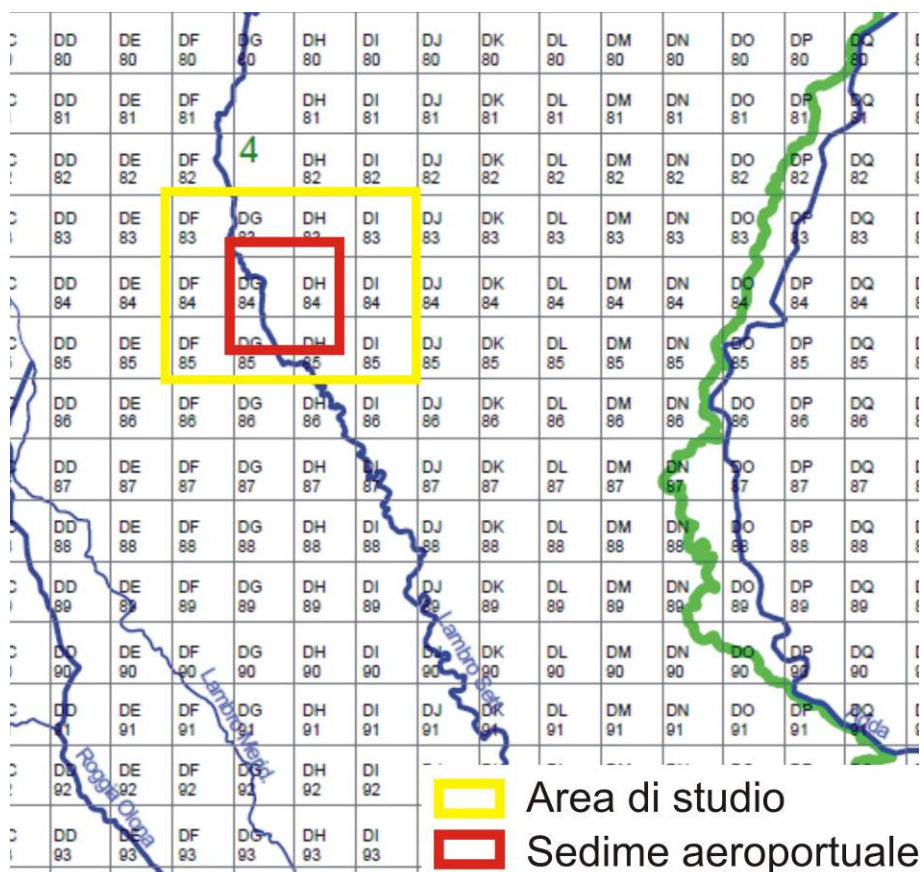 DD DE DF DG DH DI DJ DK DL DM DN DO DP DQ
80 80 80 80 80 80 80 80 80 80 80 80 80 80
DD DE DF DH DI DJ DK DL DM DN DO DP DQ
81 81 81 81 81 81 81 81 81 81 81 81 81
4
DD DE DF DH DI DJ DK DL DM DN DO DP DQ
82 82 82 82 82 82 82 82 82 82 82 82 82
DD DE DF DG DH DI DJ DK DL DM DN DO DP DQ
83 83 83 83 83 83 83 83 83 83 83 83 83 83
DD DE DF DG DH DI DJ DK DL DM DN DO DP DQ
84 84 84 84 84 84 84 84 84 84 84 84 84 84
DD DE DF DG DH DI DJ DK DL DM DN DO DP DQ
85 85 85 85 85 85 85 85 85 85 85 85 85 85
DD DE DF DG DH DI DJ DK DL DM DN DO DP DQ
86 86 86 86 86 86 86 86 86 86 86 86 86 86
DD DE DF DG DH DI DJ DK DL DM DN DO DP DQ
87 87 87 87 87 87 87 87 87 87 87 87 87 87
DD DE DF DG DH DI DJ DK DL DM DN DO DP DQ
88 88 88 88 88 88 88 88 88 88 88 88 88 88
DD DE DF DG DH DI DJ DK DL DM DN DO DP DQ
89 89 89 89 89 89 89 89 89 89 89 89 89 89
Lambro Sett.
DD DE DF DG DH DI DJ DK DL DM DN DO DP DQ
90 90 90 90 90 90 90 90 90 90 90 90 90 90
Lambro Merid.
DD DE DF DG DH DI DJ DK DL DM DN DO DP DQ
91 91 91 91 91 91 91 91 91 91 91 91 91 91
Adda
Roggia Olona
DD DE DF DG DH DI
92 92 92 92 92 92
DD DE DF DG DH DI
93 93 93 93 93 93
Area di studio
Sedime aeroportuale